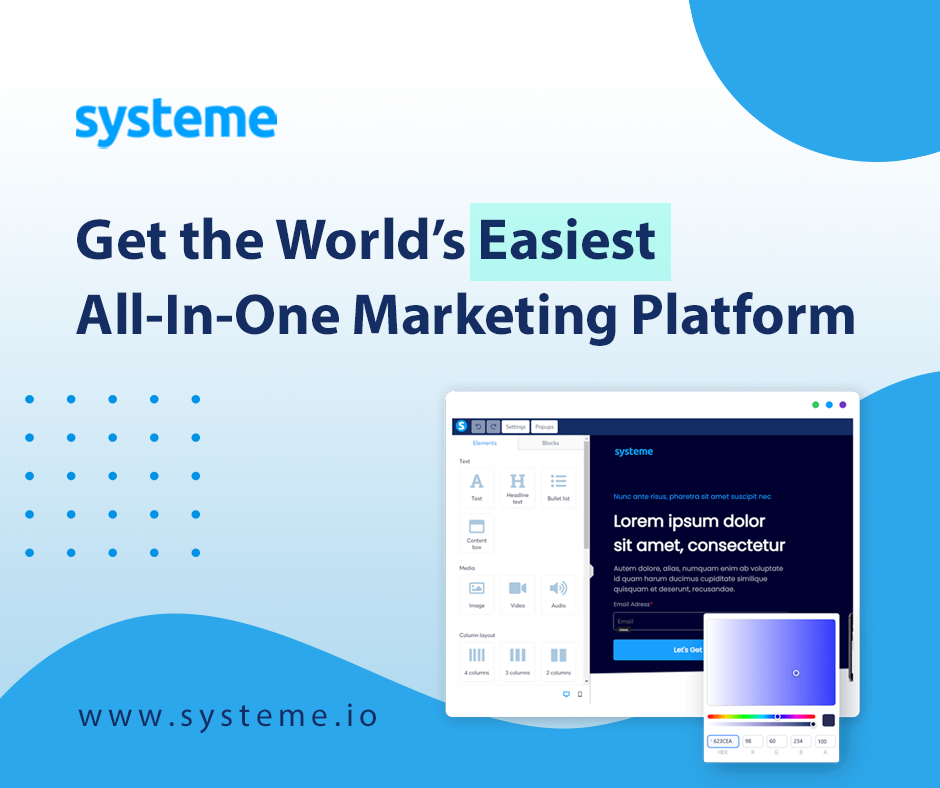 systeme
Get the World's Easiest
All-In-One Marketing Platform
S
Settings
Popups
Elements
Blocks
Text
A
H
Text
Headline
text
Bullet list
Content
box
Media
Image
Video
Audio
Column layout
4 columns
3 columns
2 columns
systeme
Nunc ante risus, pharetra sit amet suscipit nec
Lorem ipsum dolor
sit amet, consectetur
Autem dolore, alias, numquam enim ab voluptate
id quam harum ducimus cupiditate similique
quisquam et deserunt, recusandae.
Email Adress*
Email
Let's Get
623CEA
98
60
234
100
HEX
R
G
B
A
www.systeme.io